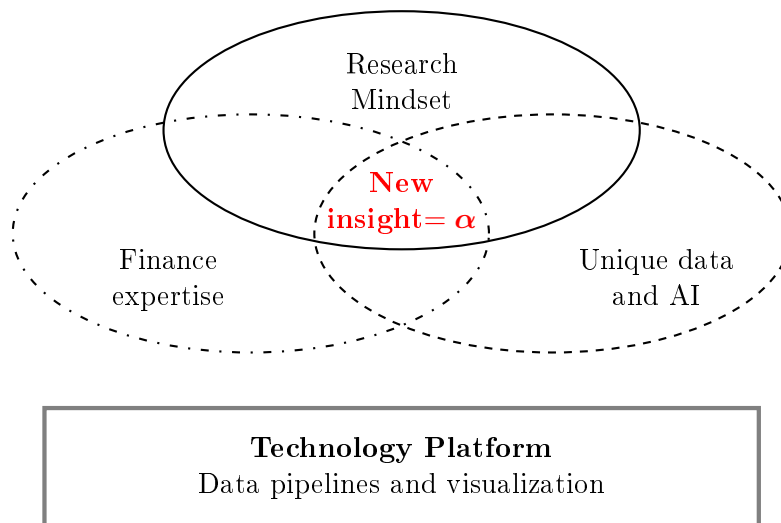 Research
Mindset
New
insight= α
Finance
expertise
Unique data
and AI
Technology Platform
Data pipelines and visualization